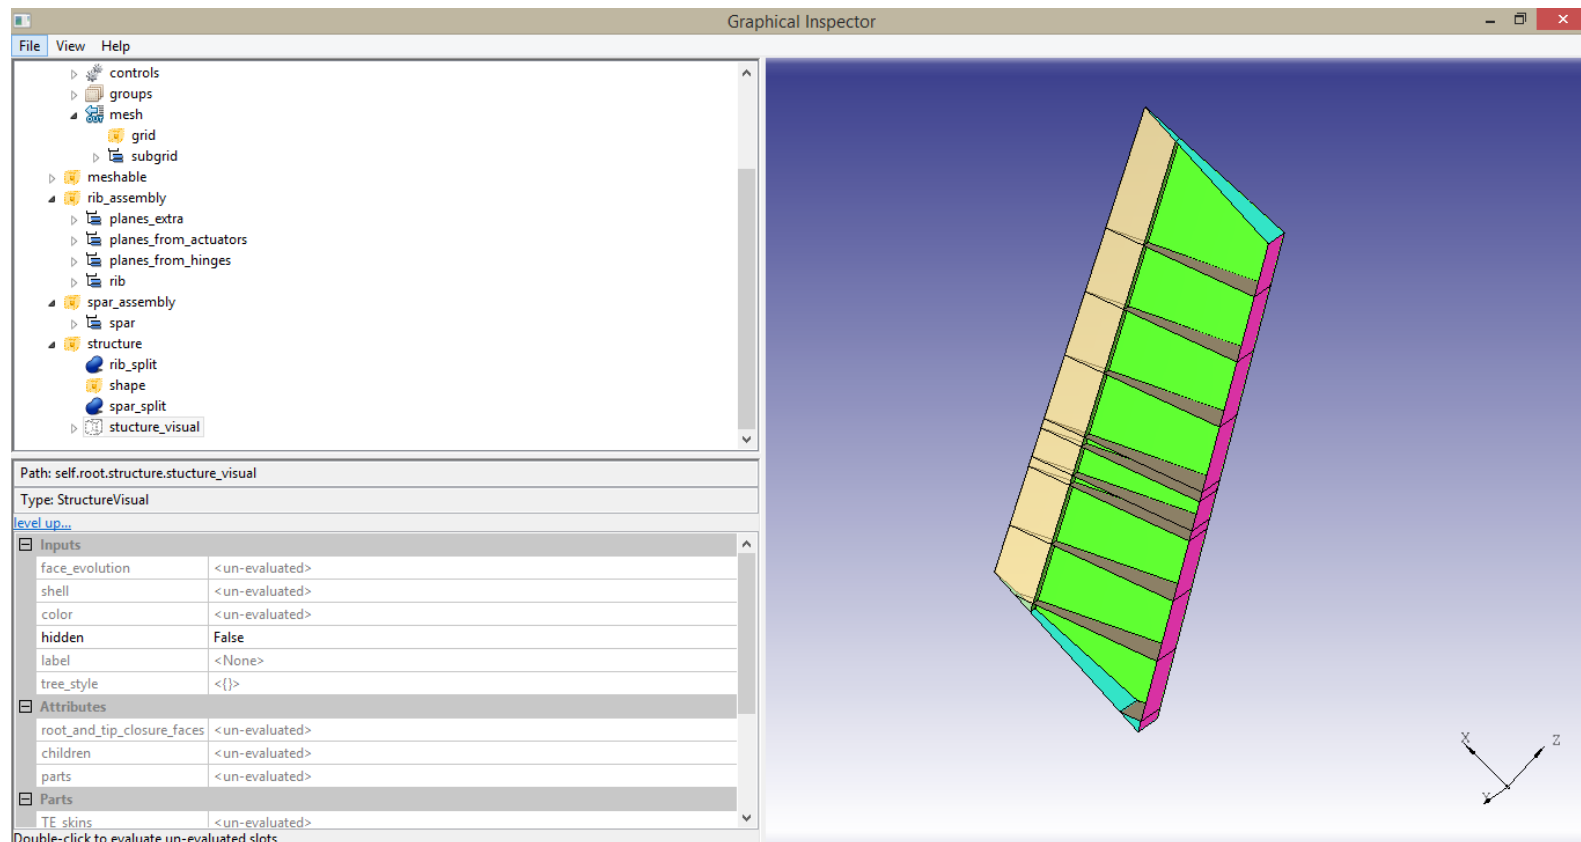 Graphical Inspector
File View Help
controls
groups
mesh
grid
subgrid
meshable
rib_assembly
planes_extra
planes_from_actuators
planes_from_hinges
rib
spar_assembly
spar
structure
rib_split
shape
spar_split
stucture_visual
Path: self.root.structure.stucture_visual
Type: StructureVisual
level up...
Inputs
face_evolution <un-evaluated>
shell <un-evaluated>
color <un-evaluated>
hidden False
label <None>
tree_style <{}>
Attributes
root_and_tip_closure_faces <un-evaluated>
children <un-evaluated>
parts <un-evaluated>
Parts
TE_skins <un-evaluated>
Double-click to evaluate un-evaluated slots
X
Z
Y